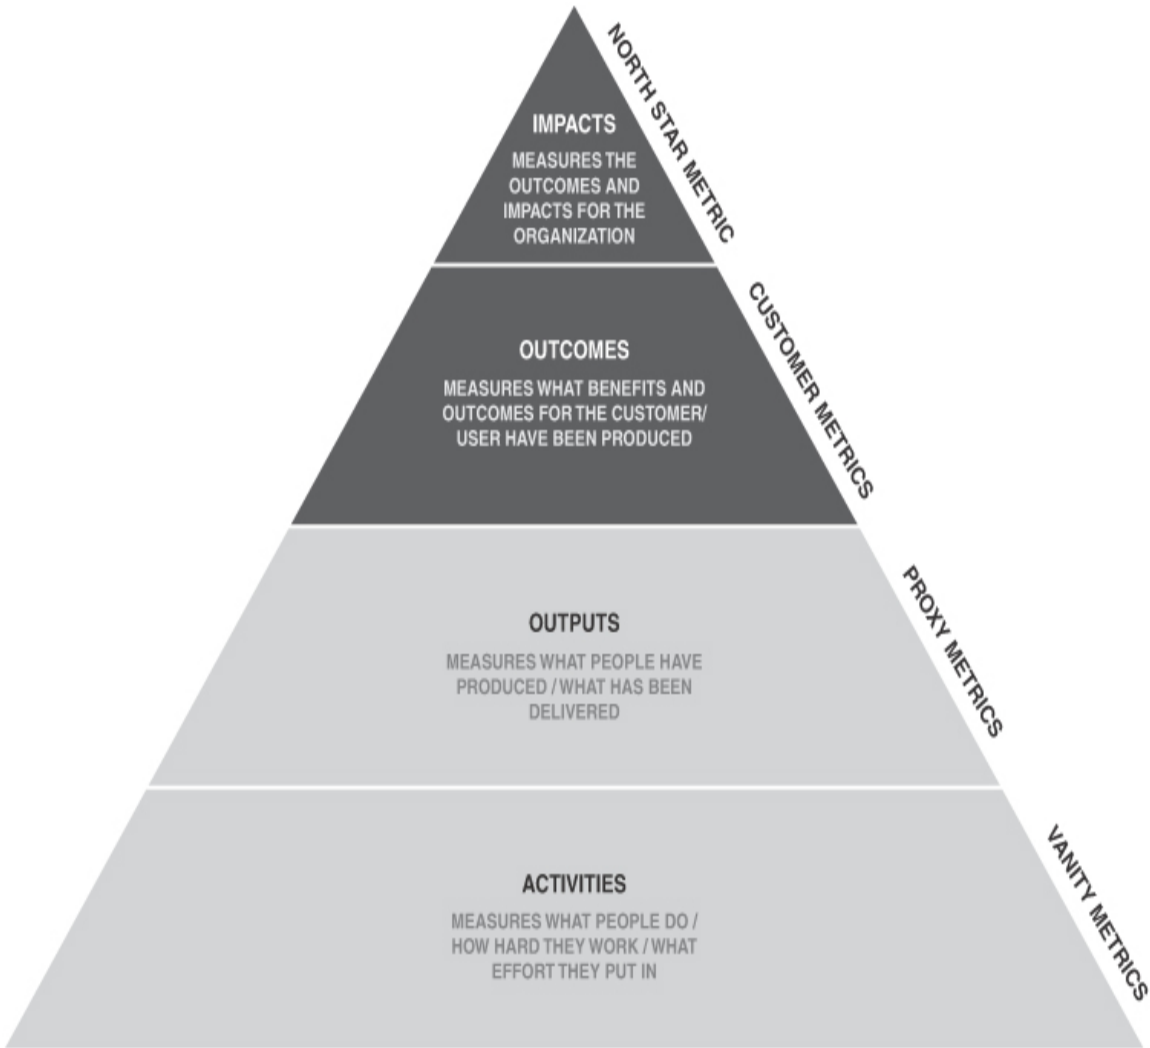 NORTH STAR METRIC
IMPACTS
MEASURES THE
OUTCOMES AND
IMPACTS FOR THE
ORGANIZATION
CUSTOMER METRICS
OUTCOMES
MEASURES WHAT BENEFITS AND
OUTCOMES FOR THE CUSTOMER/
USER HAVE BEEN PRODUCED
PROXY METRICS
OUTPUTS
MEASURES WHAT PEOPLE HAVE
PRODUCED / WHAT HAS BEEN
DELIVERED
VANITY METRICS
ACTIVITIES
MEASURES WHAT PEOPLE DO /
HOW HARD THEY WORK / WHAT
EFFORT THEY PUT IN